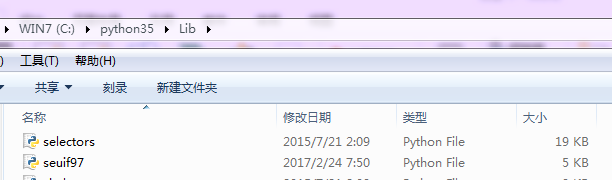 WIN7 (C:) python35 Lib
) 工具(T) 帮助(H)
共享 刻录 新建文件夹
名称 修改日期 类型 大小
selectors 2015/7/21 2:09 Python File 19 KB
seuif97 2017/2/24 7:50 Python File 5 KB